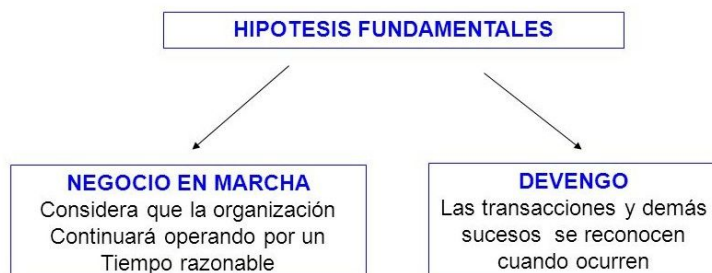 HIPOTESIS FUNDAMENTALES
NEGOCIO EN MARCHA
Considera que la organización
Continuará operando por un
Tiempo razonable
DEVENGO
Las transacciones y demás
sucesos se reconocen
cuando ocurren